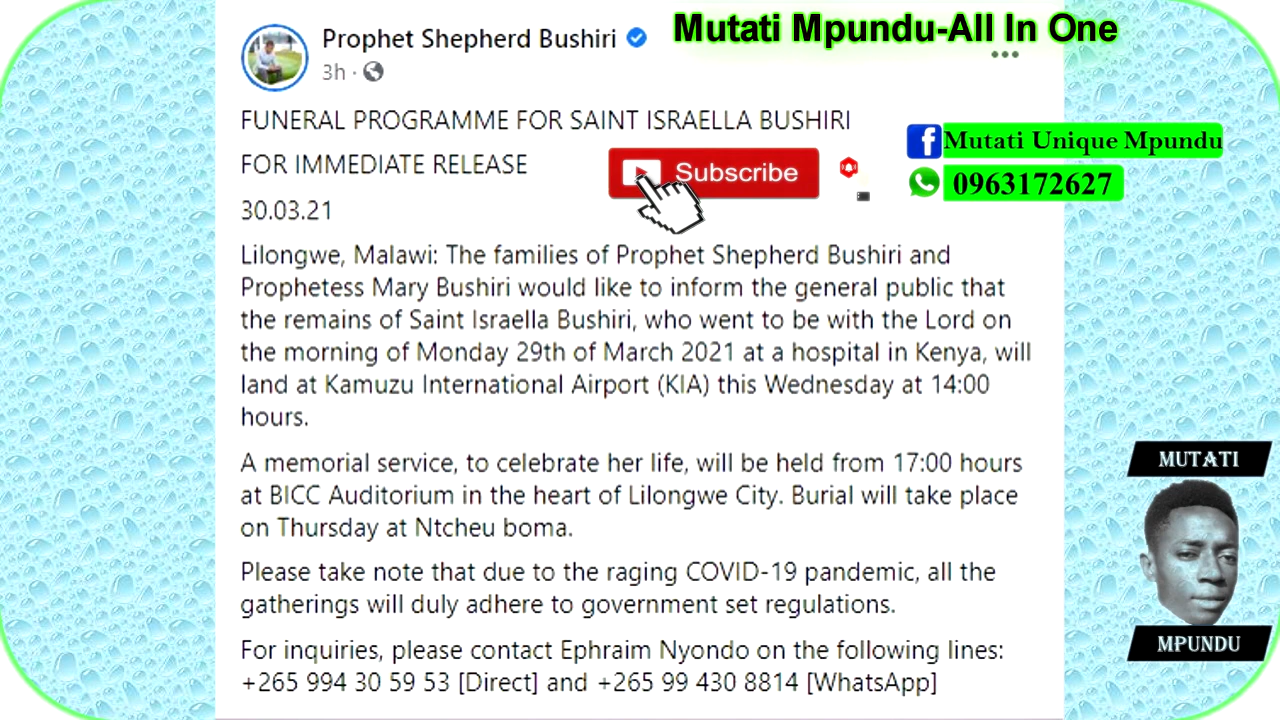 Mutati Mpundu-All In One
Prophet Shepherd Bushiri
3h ·
FUNERAL PROGRAMME FOR SAINT ISRAELLA BUSHIRI
FOR IMMEDIATE RELEASE
Subscribe
f Mutati Unique Mpundu
0963172627
30.03.21
Lilongwe, Malawi: The families of Prophet Shepherd Bushiri and
Prophetess Mary Bushiri would like to inform the general public that
the remains of Saint Israella Bushiri, who went to be with the Lord on
the morning of Monday 29th of March 2021 at a hospital in Kenya, will
land at Kamuzu International Airport (KIA) this Wednesday at 14:00
hours.
A memorial service, to celebrate her life, will be held from 17:00 hours
at BICC Auditorium in the heart of Lilongwe City. Burial will take place
on Thursday at Ntcheu boma.
Please take note that due to the raging COVID-19 pandemic, all the
gatherings will duly adhere to government set regulations.
For inquiries, please contact Ephraim Nyondo on the following lines:
+265 994 30 59 53 [Direct] and +265 99 430 8814 [WhatsApp]
MUTATI
MPUNDU